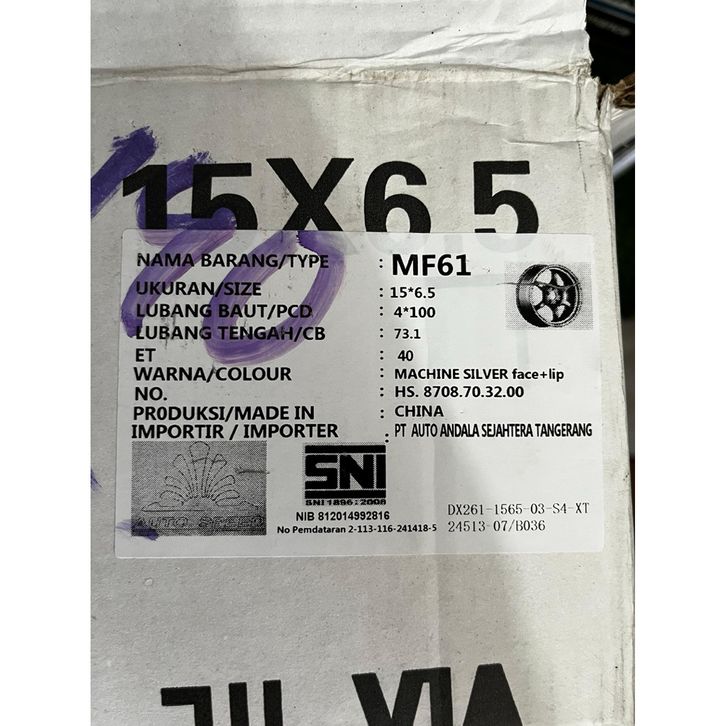 15X6.5
NAMA BARANG/TYPE : MF61
UKURAN/SIZE : 15*6.5
LUBANG BAUT/PCD : 4*100
LUBANG TENGAH/CB : 73.1
ET : 40
WARNA/COLOUR : MACHINE SILVER face+lip
NO. : HS. 8708.70.32.00
PR0DUKSI/MADE IN : CHINA
IMPORTIR / IMPORTER : PT AUTO ANDALA SEJAHTERA TANGERANG
AUTO SPEED
SNI
SNI 1896:2008
NIB 812014992816
No Pemdataran 2-113-116-241418-5
DX261-1565-03-S4-XT
24513-07/B036